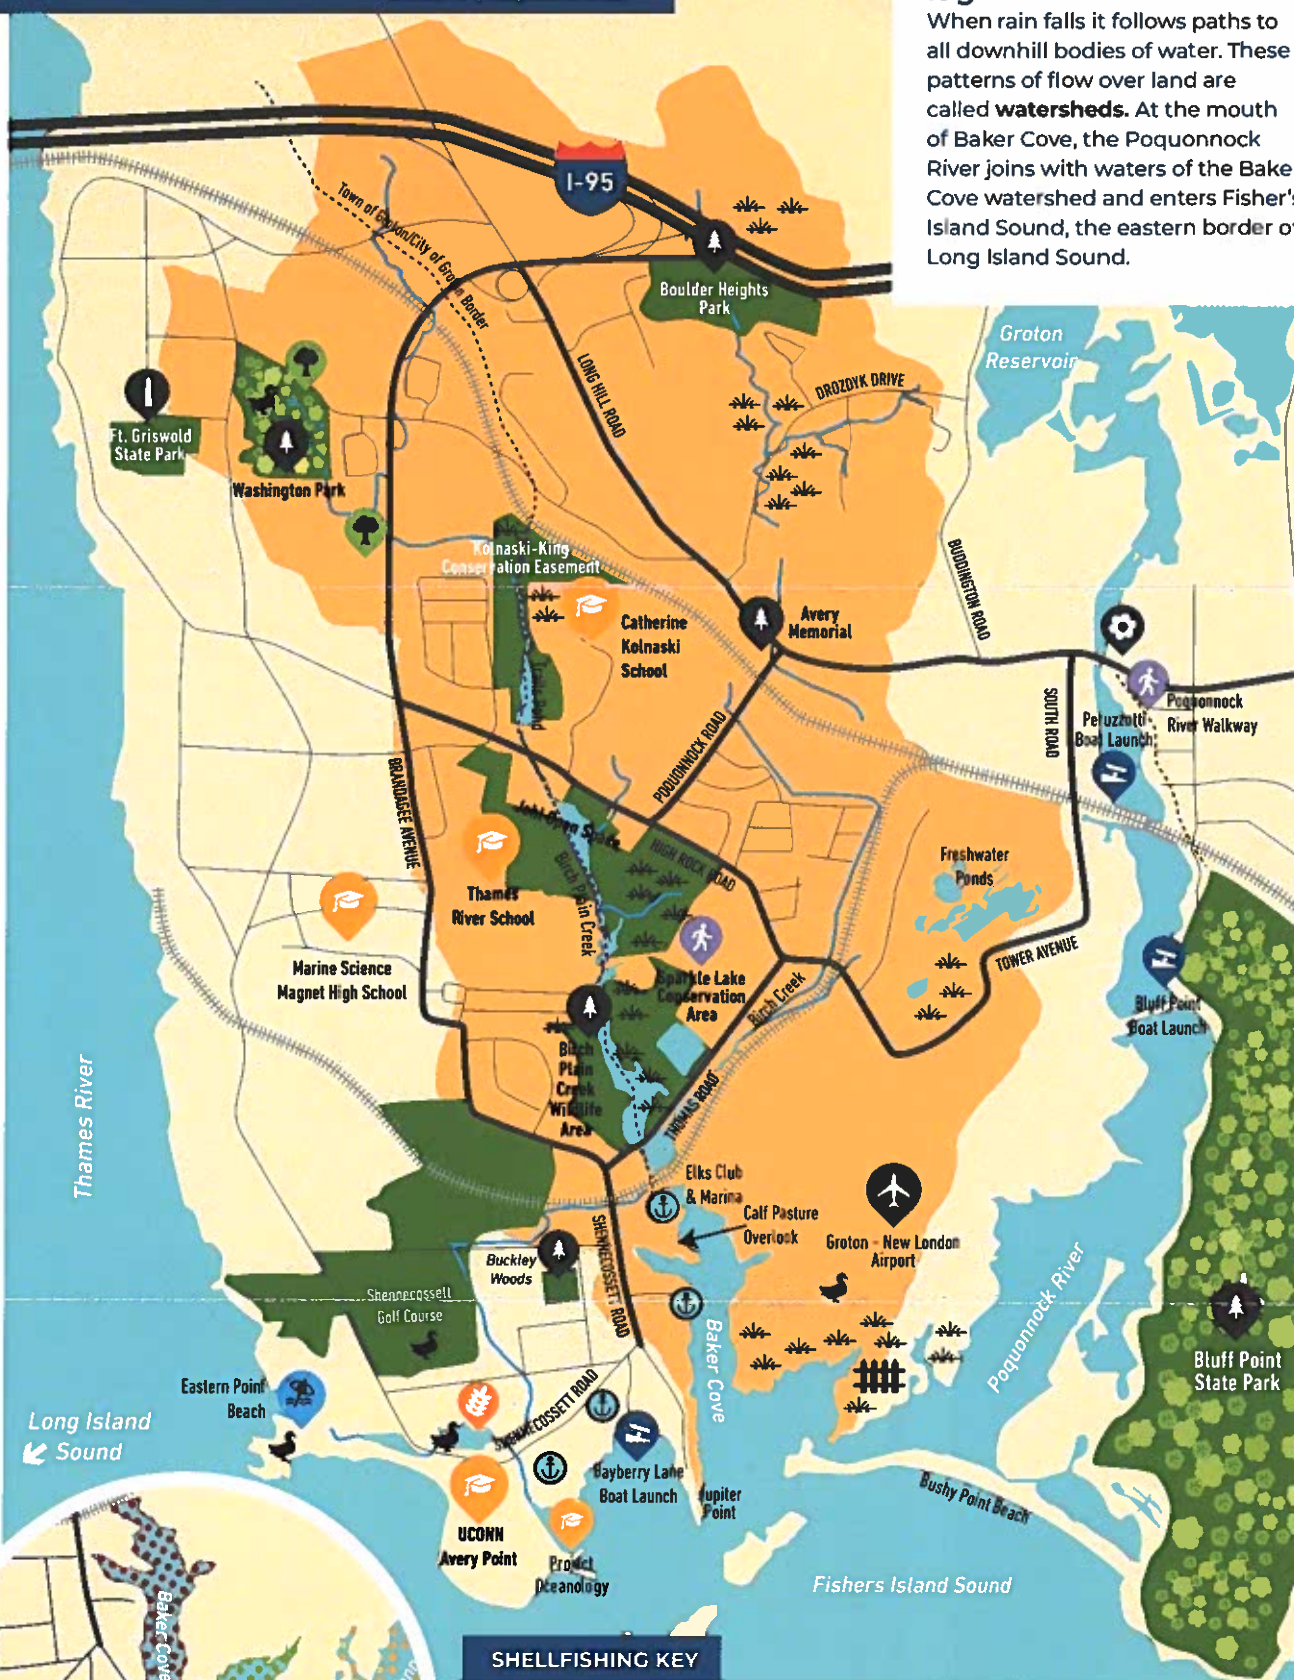 When rain falls it follows paths to
all downhill bodies of water. These
patterns of flow over land are
called watersheds. At the mouth
of Baker Cove, the Poquonnock
River joins with waters of the Bake
Cove watershed and enters Fisher's
Island Sound, the eastern border of
Long Island Sound.
I-95
Town of Groton/City of Groton Border
Boulder Heights
Park
Groton
Reservoir
LONG HILL ROAD
DROZDYK DRIVE
Ft. Griswold
State Park
Washington Park
Kolnaski-King
Conservation Easement
BUDDINGTON ROAD
Catherine
Kolnaski
School
Avery
Memorial
Poquonnock
River Walkway
SOUTH ROAD
Peluzzotti
Boat Launch
Pond
POQUONNOCK ROAD
BRANDAGEE AVENUE
Open Space
HIGH ROCK ROAD
Freshwater
Ponds
Thames
River School
Birch Plain Creek
Marine Science
Magnet High School
Sparkle Lake
Conservation
Area
Birch Creek
TOWER AVENUE
Bluff Point
Boat Launch
Birch
Plain
Creek
Wildlife
Area
THOMAS ROAD
Thames River
Elks Club
& Marina
Calf Pasture
Overlook
Groton - New London
Airport
SHENNECOSSETT ROAD
Buckley
Woods
Shennecossett
Golf Course
Poquonnock River
Baker Cove
Bluff Point
State Park
Eastern Point
Beach
Long Island
Sound
SHENNECOSSETT ROAD
Bayberry Lane
Boat Launch
Jupiter
Point
Bushy Point Beach
UCONN
Avery Point
Project
Oceanology
Fishers Island Sound
Baker Cove
SHELLFISHING KEY